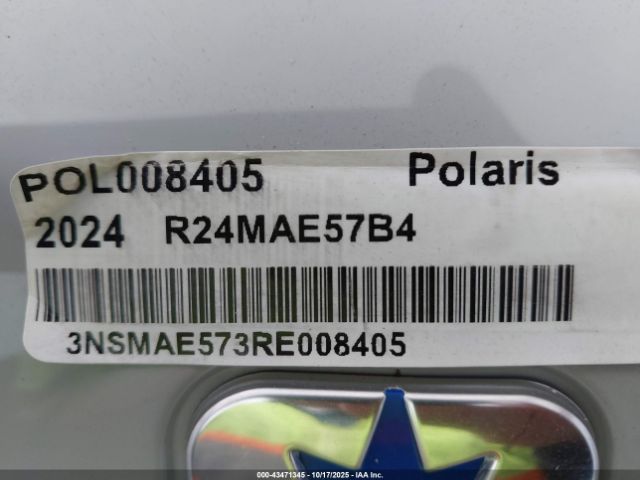 POL008405 Polaris
2024 R24MAE57B4
3NSMAE573RE008405
000-43471345 | 10/17/2025 | IAA Inc.